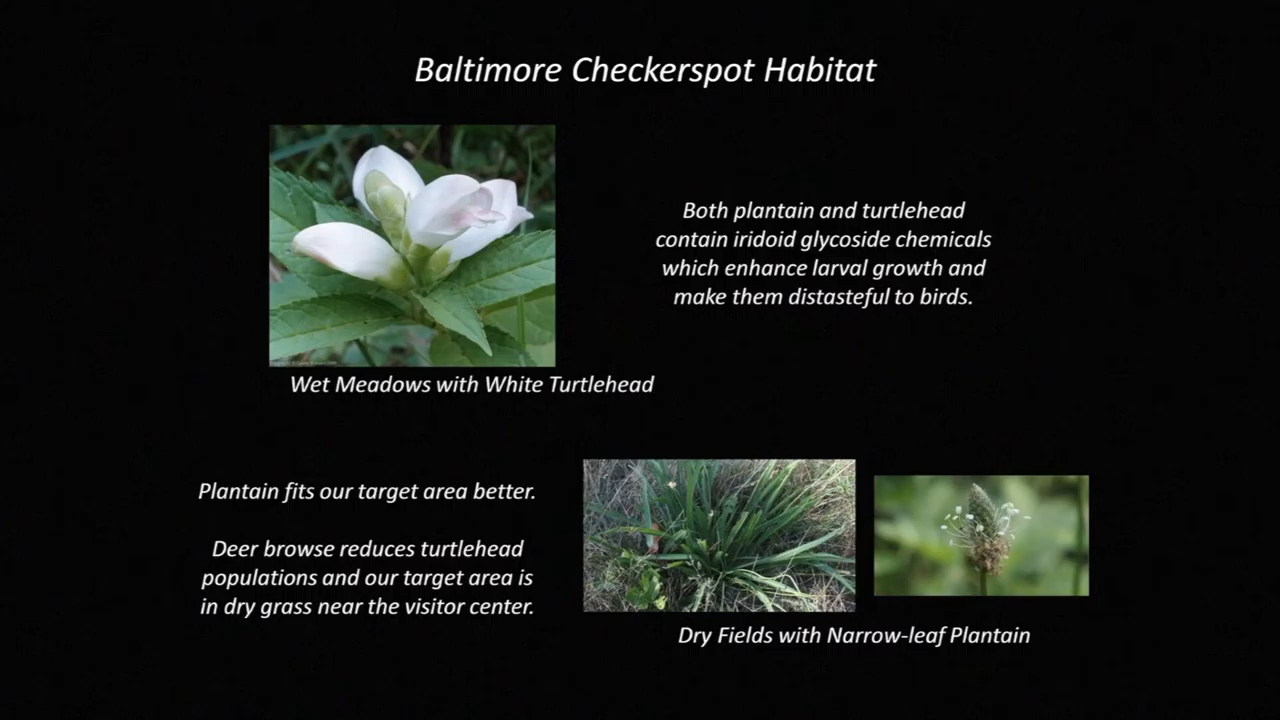 Baltimore Checkerspot Habitat
Both plantain and turtlehead
contain iridoid glycoside chemicals
which enhance larval growth and
make them distasteful to birds.
Wet Meadows with White Turtlehead
Plantain fits our target area better.
Deer browse reduces turtlehead
populations and our target area is
in dry grass near the visitor center.
Dry Fields with Narrow-leaf Plantain